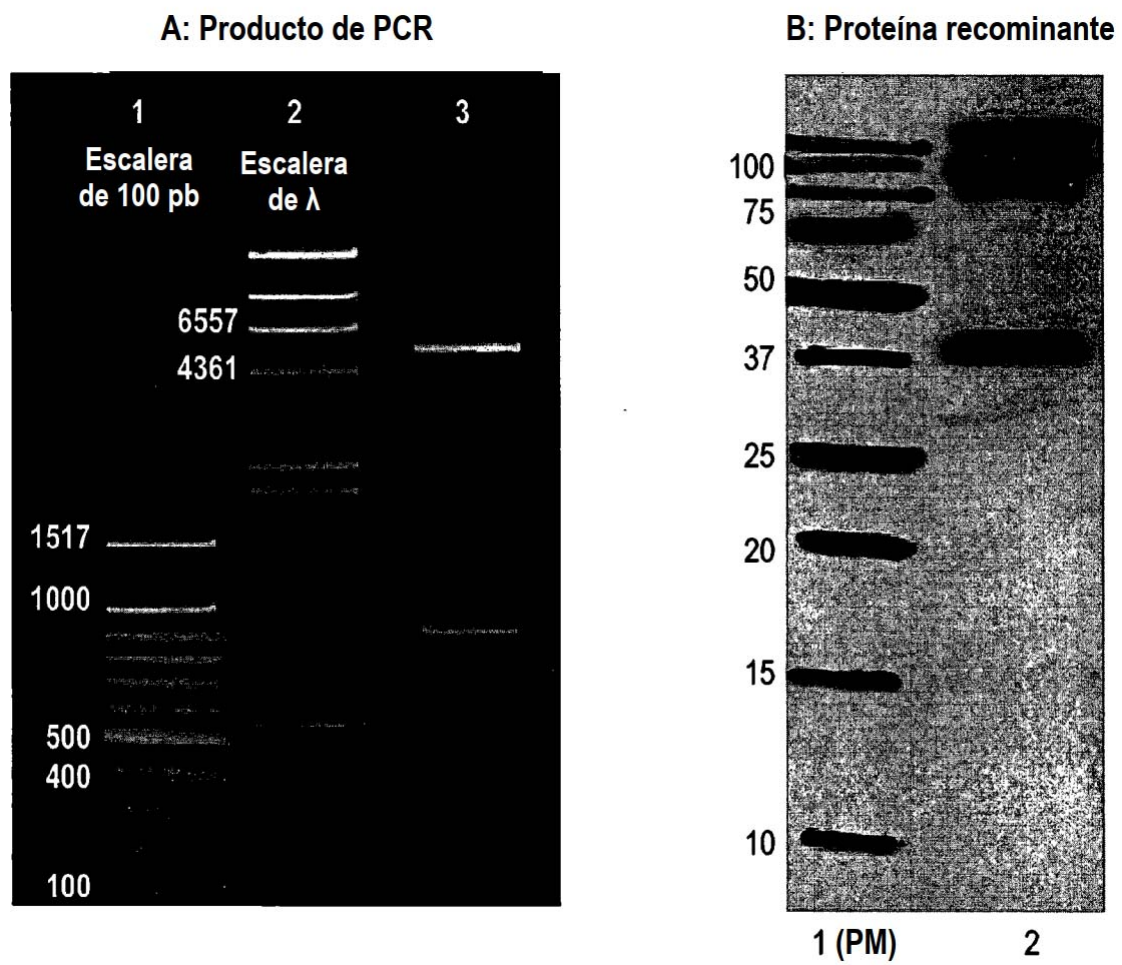 A: Producto de PCR
1
2
3
Escalera
de 100 pb
Escalera
de λ
6557
4361
1517
1000
500
400
100
B: Proteína recominante
100
75
50
37
25
20
15
10
1 (PM)
2